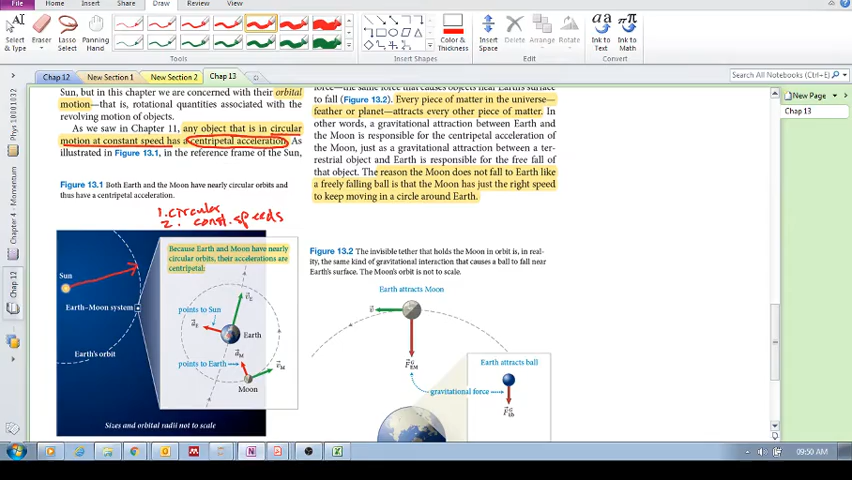 File
Home
Insert
Draw
History
Review
View
Select
& Type
Eraser
Lasso
Select
Panning
Hand
Color &
Thickness
Insert
Space
Delete
Arrange
Rotate
Ink to
Text
Ink to
Math
Tools
Insert Shapes
Edit
Convert
Chap 12
New Section 1
New Section 2
Chap 13
Search All Notebooks (Ctrl+E)
New Page
Chap 13
Phys 10101012
Chapter 4 - Momentum
Chap 12
Sun, but in this chapter we are concerned with their orbital
motion—that is, rotational quantities associated with the
revolving motion of objects.
As we saw in Chapter 11, any object that is in circular
motion at constant speed has a centripetal acceleration. As
illustrated in Figure 13.1, in the reference frame of the Sun,
Figure 13.1 Both Earth and the Moon have nearly circular orbits and
thus have a centripetal acceleration.
1. circular
2. const. speeds
Because Earth and Moon have nearly
circular orbits, their accelerations are
centripetal:
Sun
Earth–Moon system
Earth's orbit
points to Sun
Earth
points to Earth
Moon
Sizes and orbital radii not to scale
force—the same force that causes objects near Earth's surface
to fall (Figure 13.2). Every piece of matter in the universe—
feather or planet—attracts every other piece of matter. In
other words, a gravitational attraction between Earth and
the Moon is responsible for the centripetal acceleration of
the Moon, just as a gravitational attraction between a ter-
restrial object and Earth is responsible for the free fall of
that object. The reason the Moon does not fall to Earth like
a freely falling ball is that the Moon has just the right speed
to keep moving in a circle around Earth.
Figure 13.2 The invisible tether that holds the Moon in orbit is, in real-
ity, the same kind of gravitational interaction that causes a ball to fall near
Earth's surface. The Moon's orbit is not to scale.
Earth attracts Moon
Earth attracts ball
gravitational force
09:50 AM